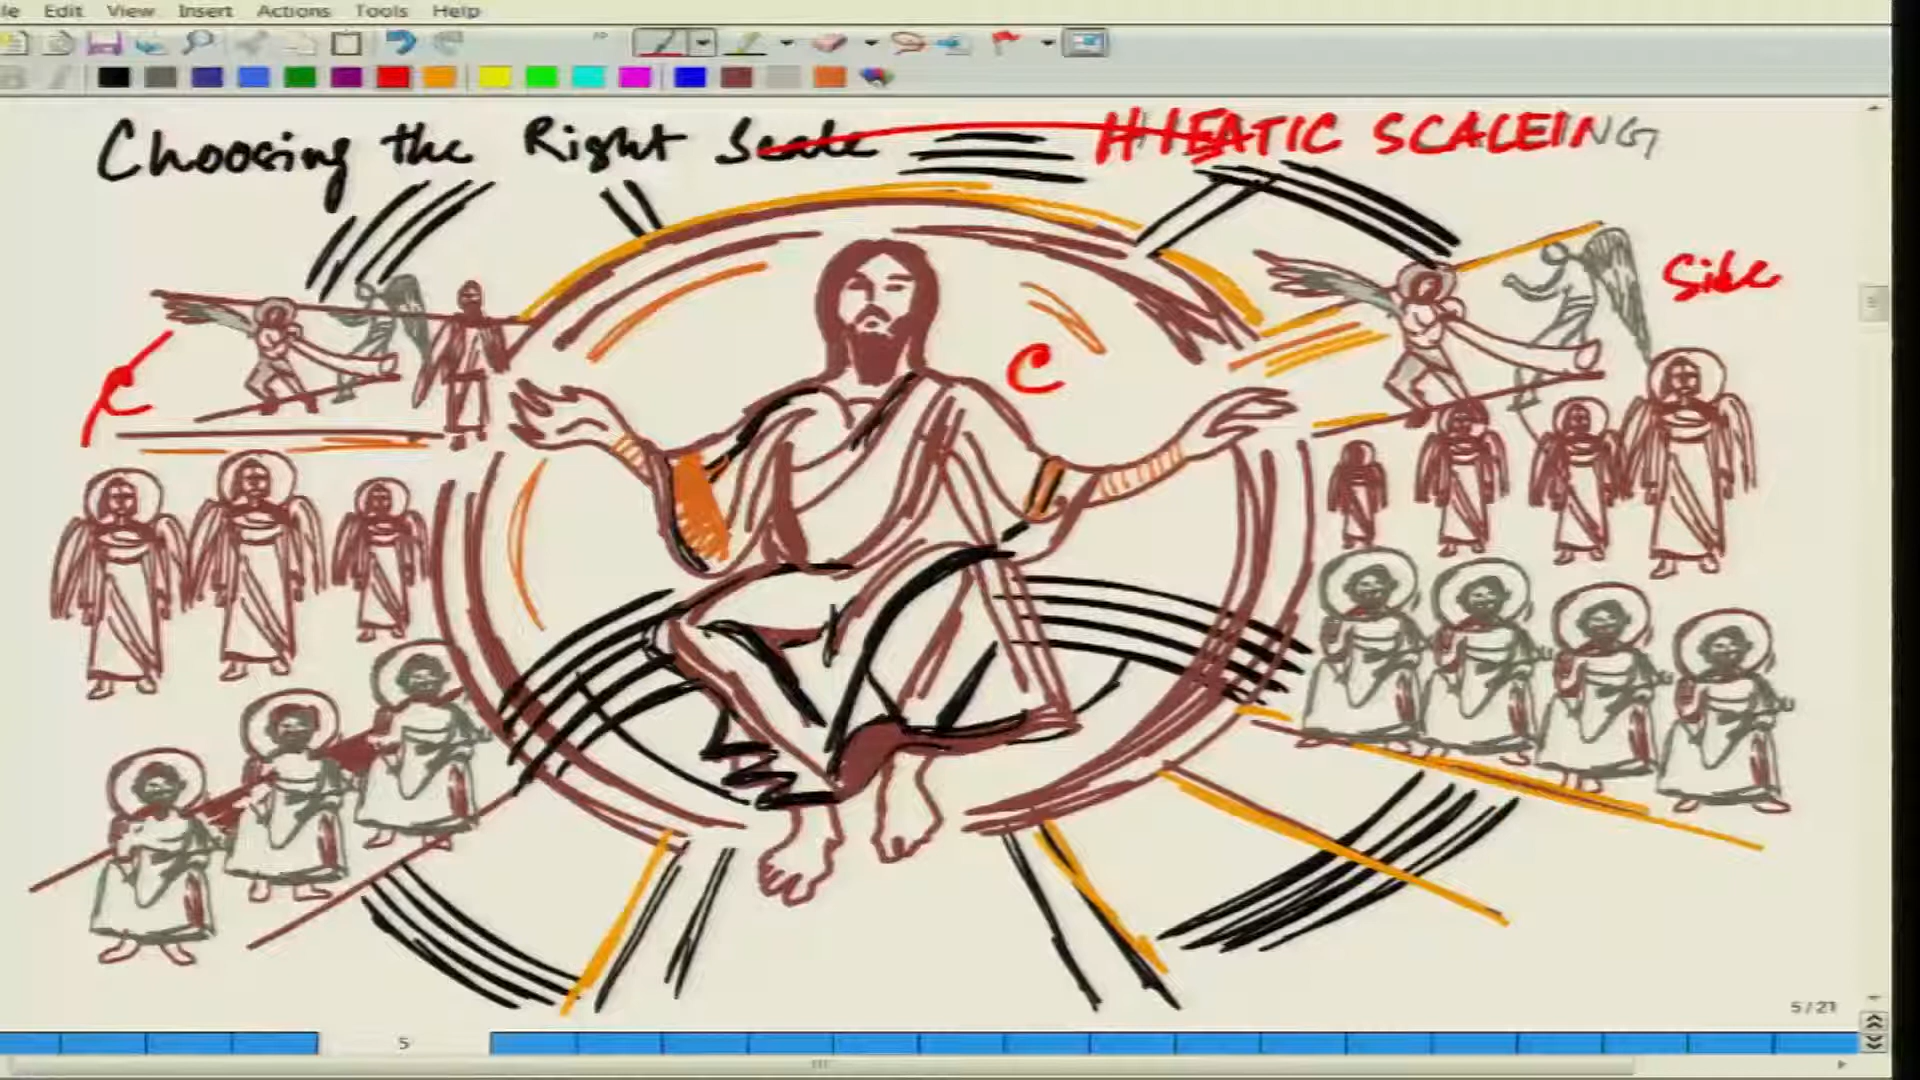 File Edit View Insert Actions Tools Help
Choosing the Right Scale
HIEATIC SCALEING
Side
C
C
5/21
5